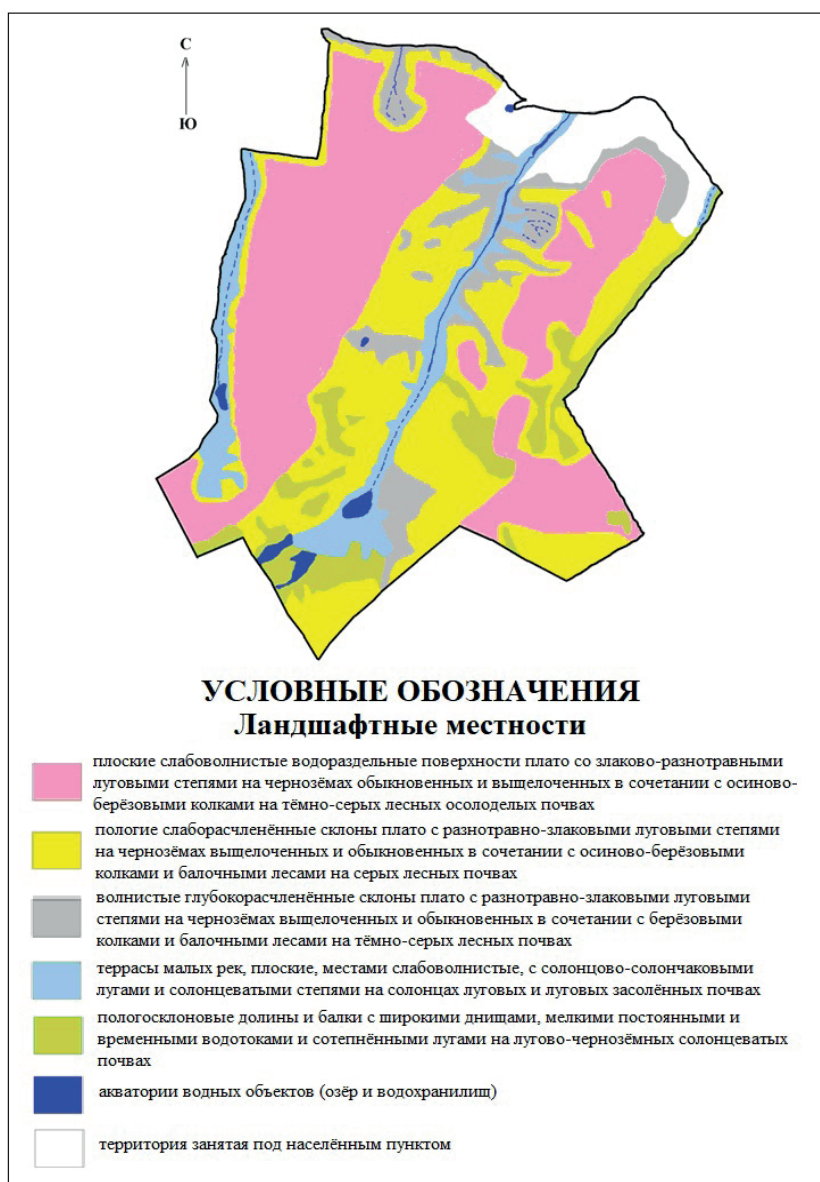 С
Ю
УСЛОВНЫЕ ОБОЗНАЧЕНИЯ
Ландшафтные местности
плоские слабоволнистые водораздельные поверхности плато со злаково-разнотравными
луговыми степями на чернозёмах обыкновенных и выщелоченных в сочетании с осиново-
берёзовыми колками на тёмно-серых лесных осолоделых почвах
пологие слаборасчленённые склоны плато с разнотравно-злаковыми луговыми степями
на чернозёмах выщелоченных и обыкновенных в сочетании с осиново-берёзовыми
колками и балочными лесами на серых лесных почвах
волнистые глубокорасчленённые склоны плато с разнотравно-злаковыми луговыми
степями на чернозёмах выщелоченных и обыкновенных в сочетании с берёзовыми
колками и балочными лесами на тёмно-серых лесных почвах
террасы малых рек, плоские, местами слабоволнистые, с солонцово-солончаковыми
лугами и солонцеватыми степями на солонцах луговых и луговых засолённых почвах
пологосклоновые долины и балки с широкими днищами, мелкими постоянными и
временными водотоками и сотепнёнными лугами на лугово-чернозёмных солонцеватых
почвах
акватории водных объектов (озёр и водохранилищ)
территория занятая под населённым пунктом